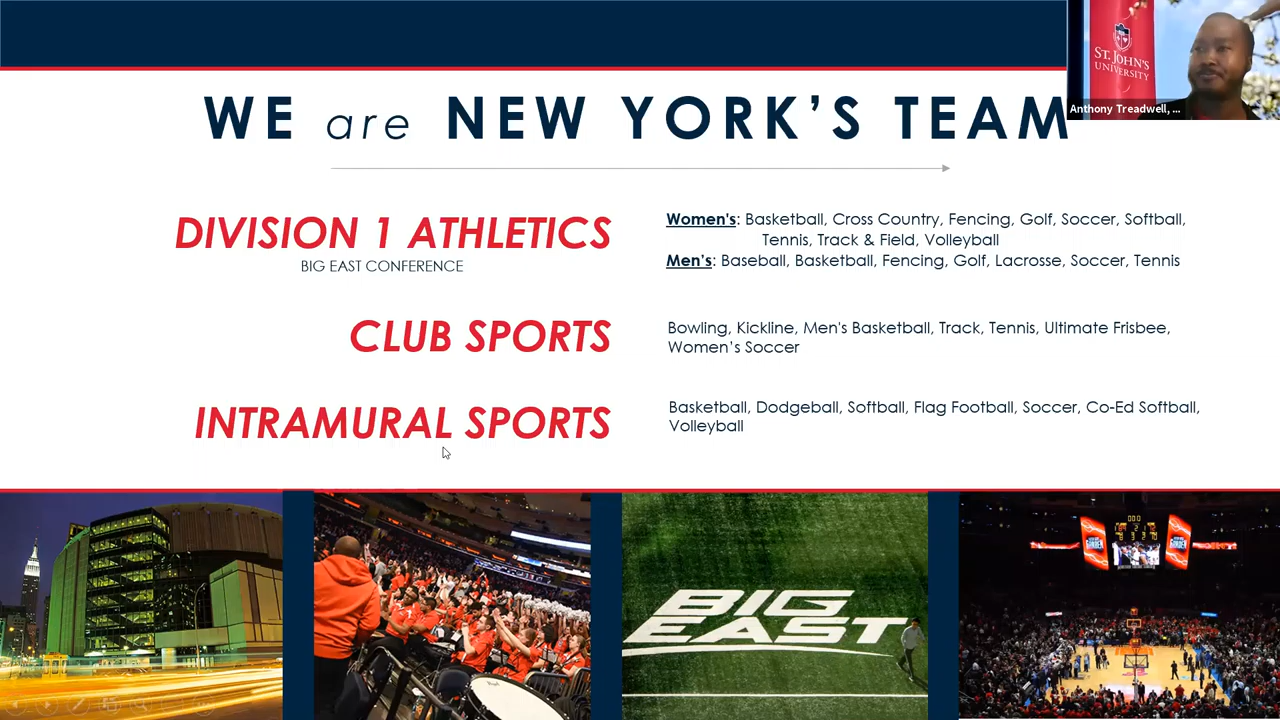 ST. JOHN'S
UNIVERSITY
Anthony Treadwell, ...
WE are NEW YORK'S TEAM
DIVISION 1 ATHLETICS
BIG EAST CONFERENCE
Women's: Basketball, Cross Country, Fencing, Golf, Soccer, Softball,
Tennis, Track & Field, Volleyball
Men's: Baseball, Basketball, Fencing, Golf, Lacrosse, Soccer, Tennis
CLUB SPORTS
Bowling, Kickline, Men's Basketball, Track, Tennis, Ultimate Frisbee,
Women's Soccer
INTRAMURAL SPORTS
Basketball, Dodgeball, Softball, Flag Football, Soccer, Co-Ed Softball,
Volleyball
BIG
EAST